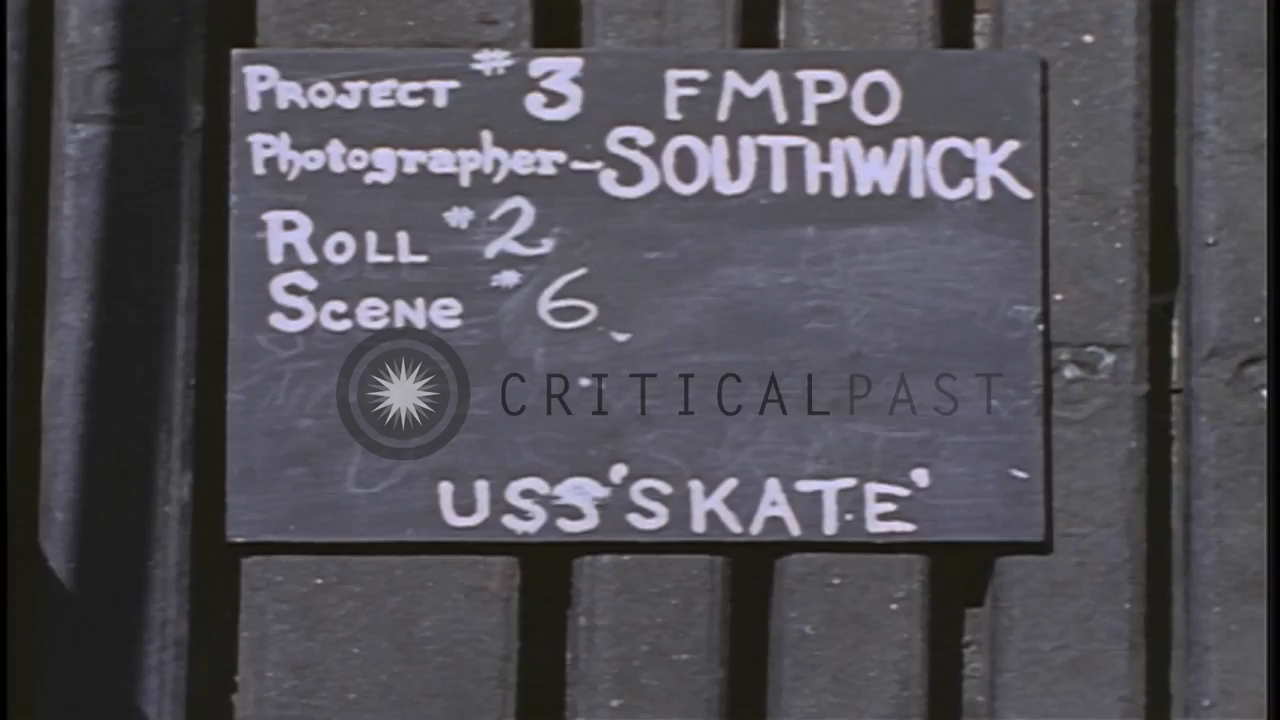 PROJECT #3 FMPO
Photographer-SOUTHWICK
ROLL #2
SCENE #6
CRITICALPAST
USS 'SKATE'